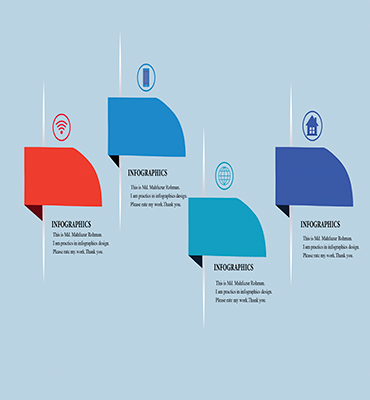 INFOGRAPHICS
This is Md. Mahfuzur Rohman.
I am practics in infographics design.
Please rate my work.Thank you.
INFOGRAPHICS
This is Md. Mahfuzur Rohman.
I am practics in infographics design.
Please rate my work.Thank you.
INFOGRAPHICS
This is Md. Mahfuzur Rohman.
I am practics in infographics design.
Please rate my work.Thank you.
INFOGRAPHICS
This is Md. Mahfuzur Rohman.
I am practics in infographics design.
Please rate my work.Thank you.